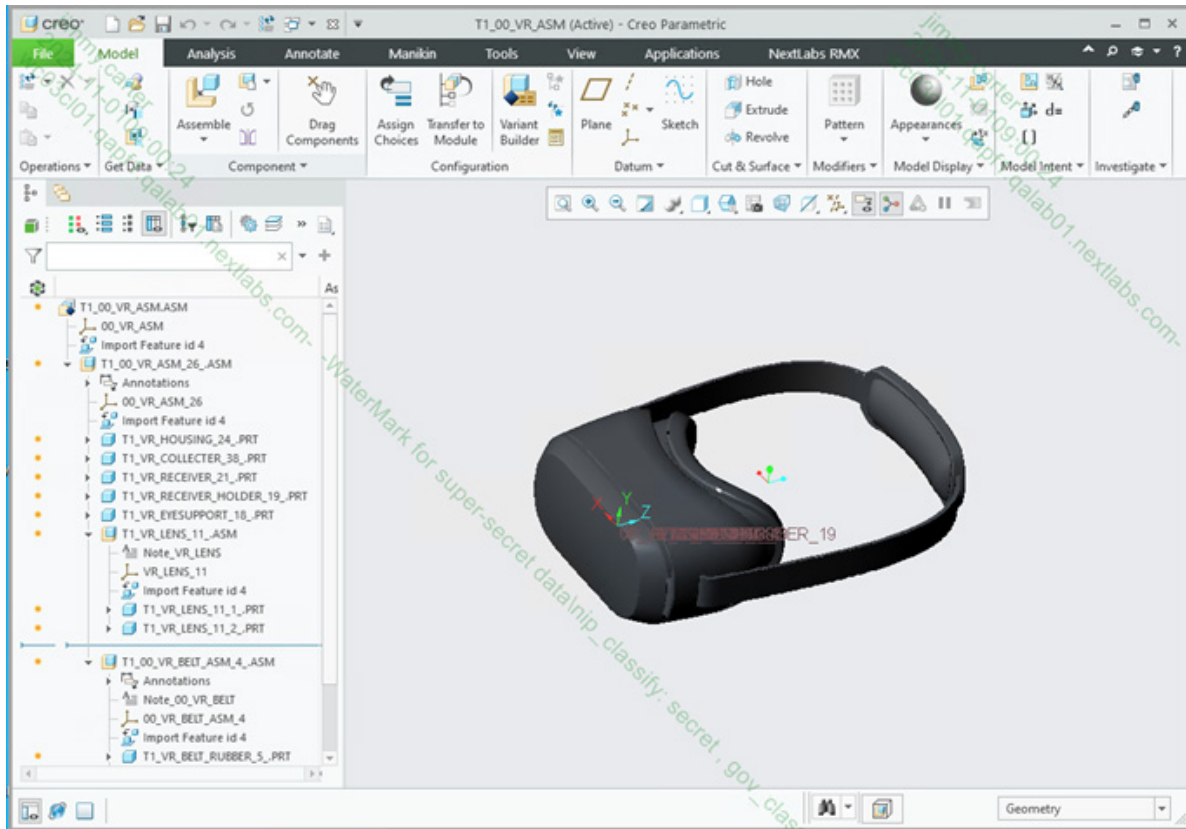 creo·
T1_00_VR_ASM (Active) - Creo Parametric
File Model Analysis Annotate Manikin Tools View Applications NextLabs RMX
Assemble
Drag Components
Assign Choices
Transfer to Module
Variant Builder
Plane
Sketch
Hole
Extrude
Revolve
Pattern
Appearances
d=
Operations Get Data Component Configuration Datum Cut & Surface Modifiers Model Display Model Intent Investigate
As
T1_00_VR_ASM.ASM
00_VR_ASM
Import Feature id 4
T1_00_VR_ASM_26_.ASM
Annotations
00_VR_ASM_26
Import Feature id 4
T1_VR_HOUSING_24_.PRT
T1_VR_COLLECTER_38_.PRT
T1_VR_RECEIVER_21_.PRT
T1_VR_RECEIVER_HOLDER_19_.PRT
T1_VR_EYESUPPORT_18_.PRT
T1_VR_LENS_11_.ASM
Note_VR_LENS
VR_LENS_11
Import Feature id 4
T1_VR_LENS_11_1_.PRT
T1_VR_LENS_11_2_.PRT
T1_00_VR_BELT_ASM_4_.ASM
Annotations
Note_00_VR_BELT
00_VR_BELT_ASM_4
Import Feature id 4
T1_VR_BELT_RUBBER_5_.PRT
X Y Z
ER_19
Geometry
jimmy.carter
qalab01.nextlabs.com-
-WaterMark for super-secret data\nip_classify: secret , gov_clas